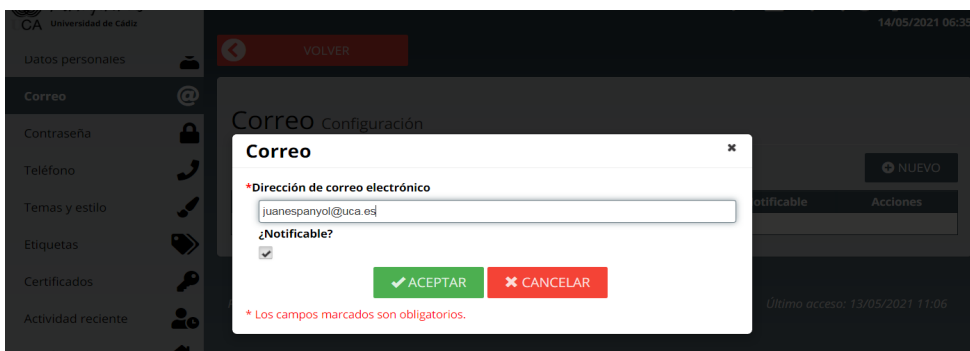 CA Universidad de Cádiz
14/05/2021 06:35
VOLVER
Datos personales
Correo
Contraseña
Teléfono
Temas y estilo
Etiquetas
Certificados
Actividad reciente
Correo Configuración
NUEVO
otificable Acciones
Correo
*Dirección de correo electrónico
juanespanyol@uca.es
¿Notificable?
ACEPTAR CANCELAR
* Los campos marcados son obligatorios.
Último acceso: 13/05/2021 11:06